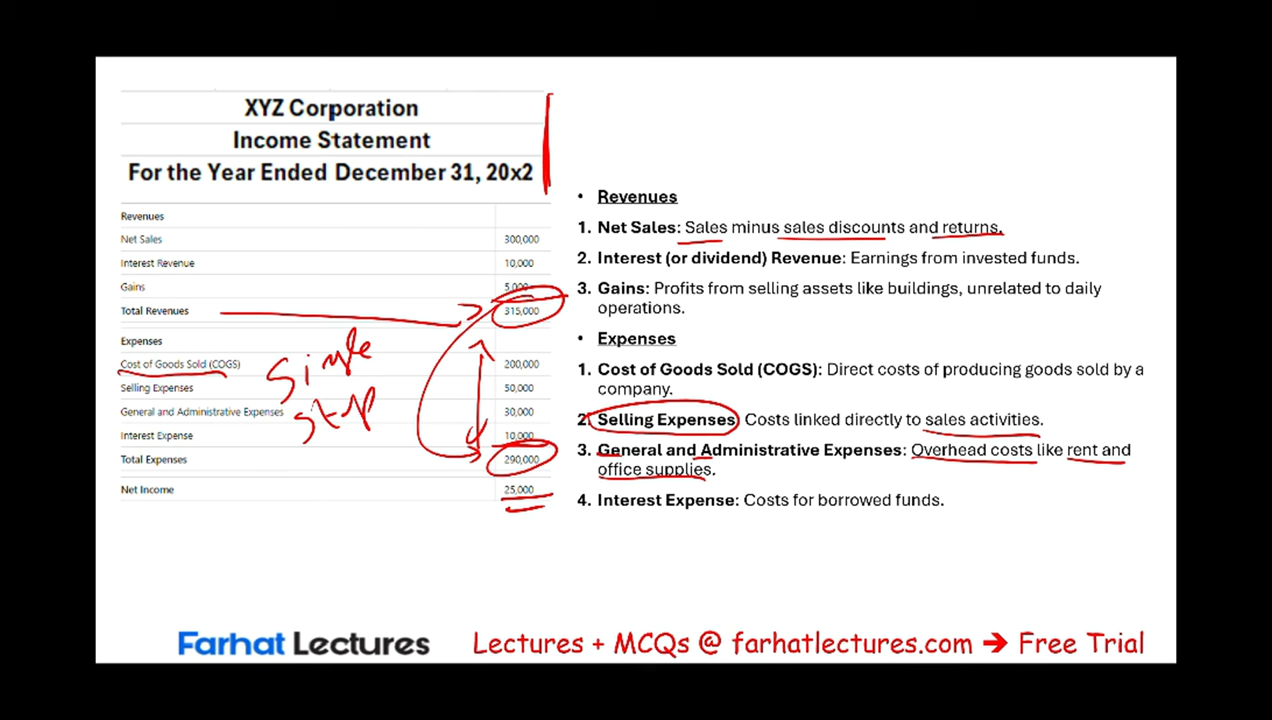 XYZ Corporation
Income Statement
For the Year Ended December 31, 20x2
Revenues
Net Sales 300,000
Interest Revenue 10,000
Gains 5,000
Total Revenues 315,000
Expenses
Cost of Goods Sold (COGS) 200,000
Selling Expenses 50,000
General and Administrative Expenses 30,000
Interest Expense 10,000
Total Expenses 290,000
Net Income 25,000
Single
step
• Revenues
1. Net Sales: Sales minus sales discounts and returns.
2. Interest (or dividend) Revenue: Earnings from invested funds.
3. Gains: Profits from selling assets like buildings, unrelated to daily
operations.
• Expenses
1. Cost of Goods Sold (COGS): Direct costs of producing goods sold by a
company.
2. Selling Expenses: Costs linked directly to sales activities.
3. General and Administrative Expenses: Overhead costs like rent and
office supplies.
4. Interest Expense: Costs for borrowed funds.
Farhat Lectures
Lectures + MCQs @ farhatlectures.com → Free Trial